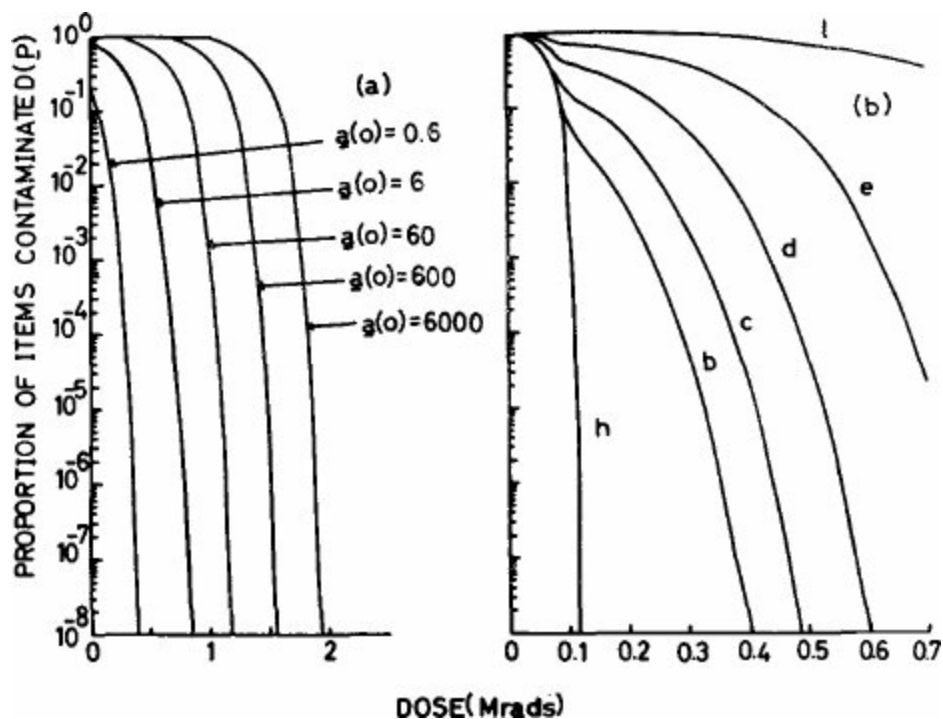 PROPORTION OF ITEMS CONTAMINATED(P)
10^0
10^-1
10^-2
10^-3
10^-4
10^-5
10^-6
10^-7
10^-8
(a)
a(o)=0.6
a(o)=6
a(o)=60
a(o)=600
a(o)=6000
0 1 2
l
(b)
e
d
c
b
h
0 0.1 0.2 0.3 0.4 0.5 0.6 0.7
DOSE(Mrads)